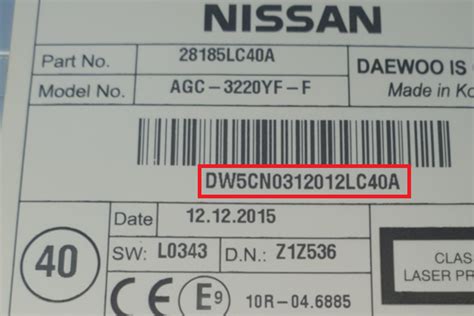 NISSAN
Part No. 28185LC40A
Model No. AGC-3220YF-F
DAEWOO IS
Made in Ko
DW5CN0312012LC40A
Date 12.12.2015
40
SW: L0343 D.N.: Z1Z536
CE E9 10R-04.6885
CLAS
LASER PR